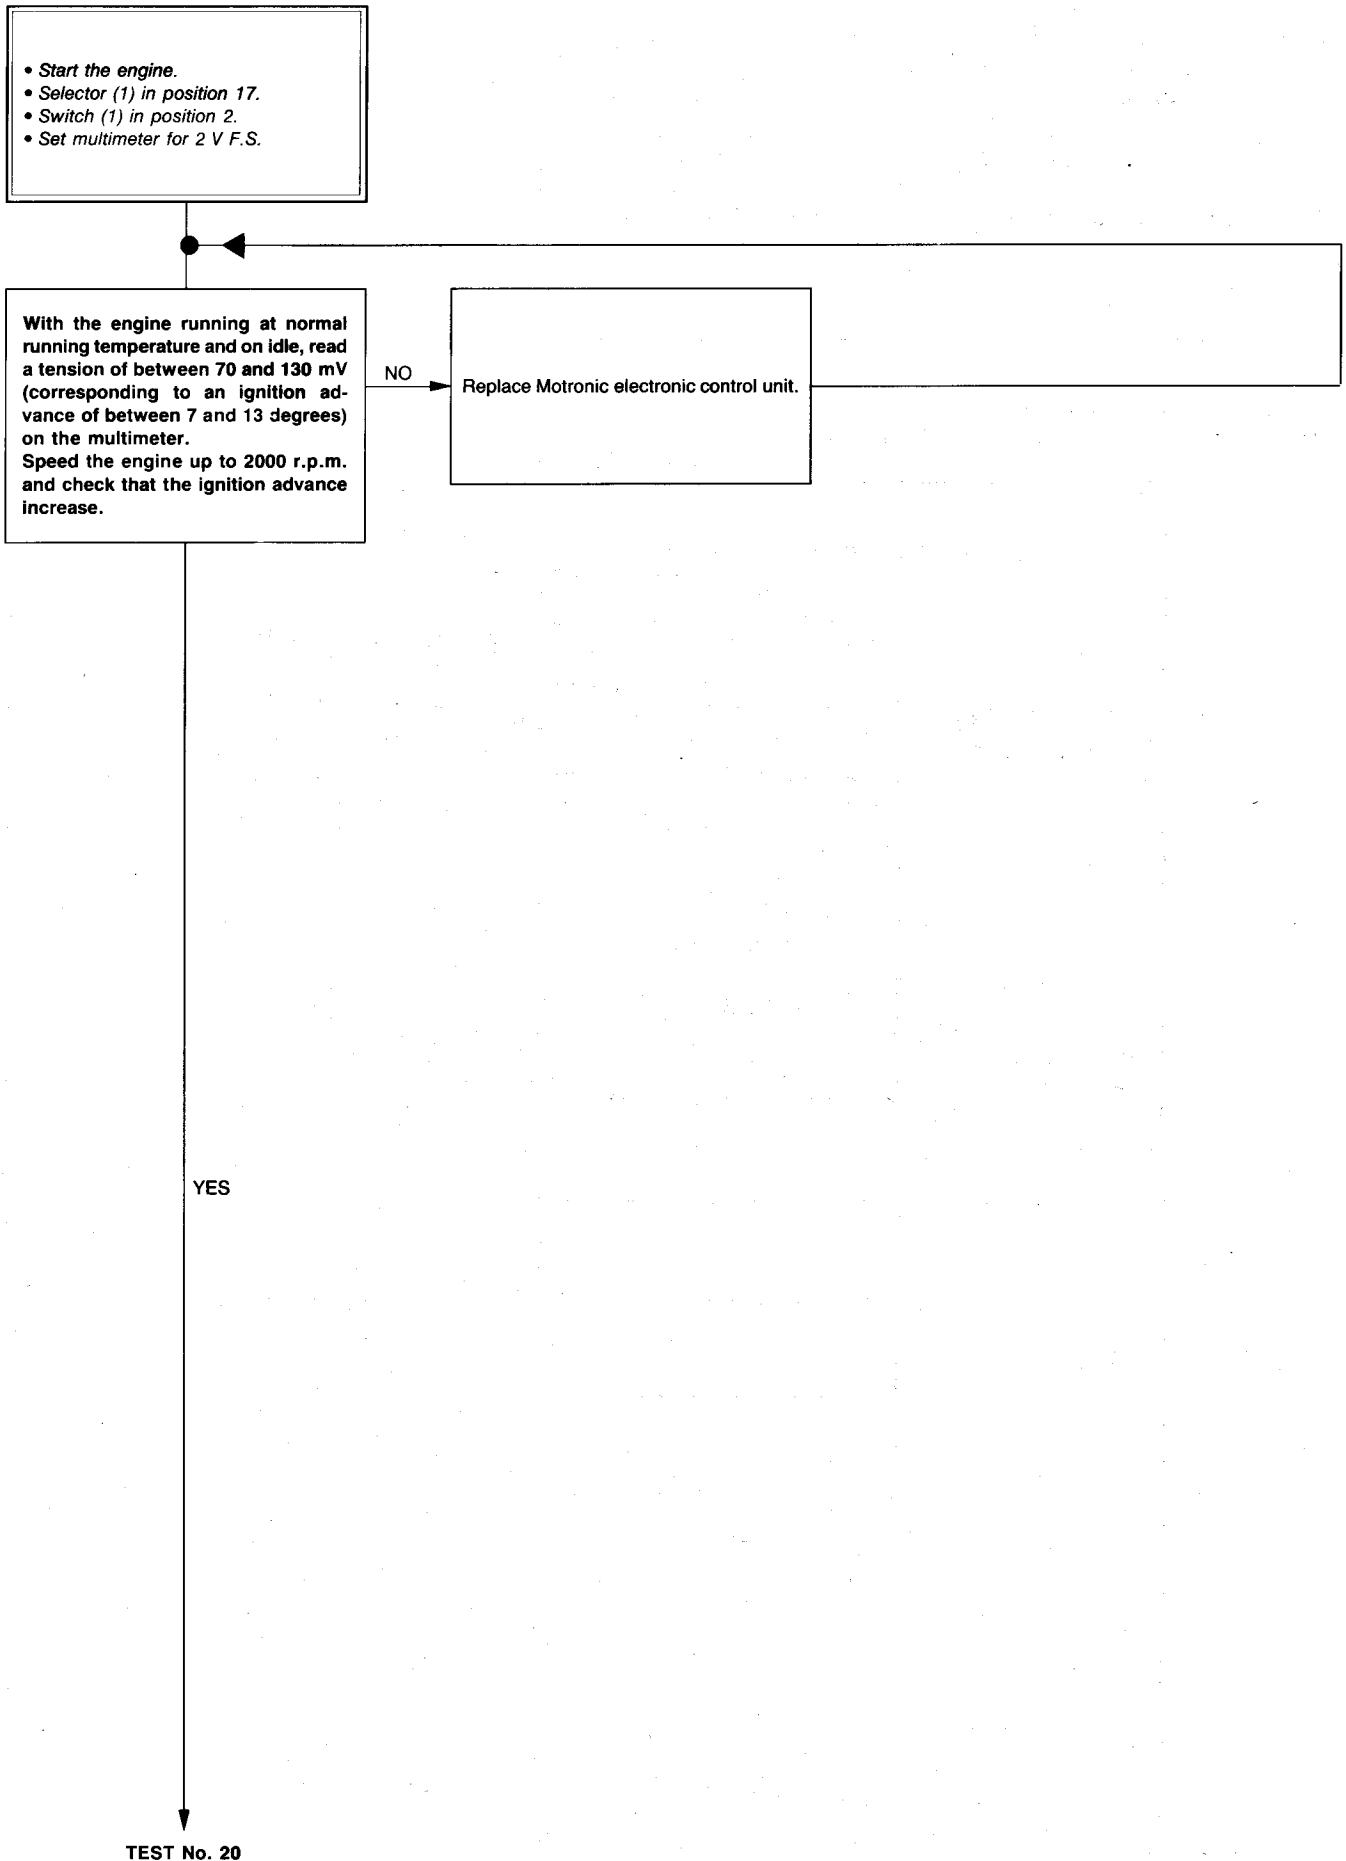 • Start the engine.
• Selector (1) in position 17.
• Switch (1) in position 2.
• Set multimeter for 2 V F.S.
With the engine running at normal
running temperature and on idle, read
a tension of between 70 and 130 mV
(corresponding to an ignition ad-
vance of between 7 and 13 degrees)
on the multimeter.
Speed the engine up to 2000 r.p.m.
and check that the ignition advance
increase.
NO
Replace Motronic electronic control unit.
YES
TEST No. 20